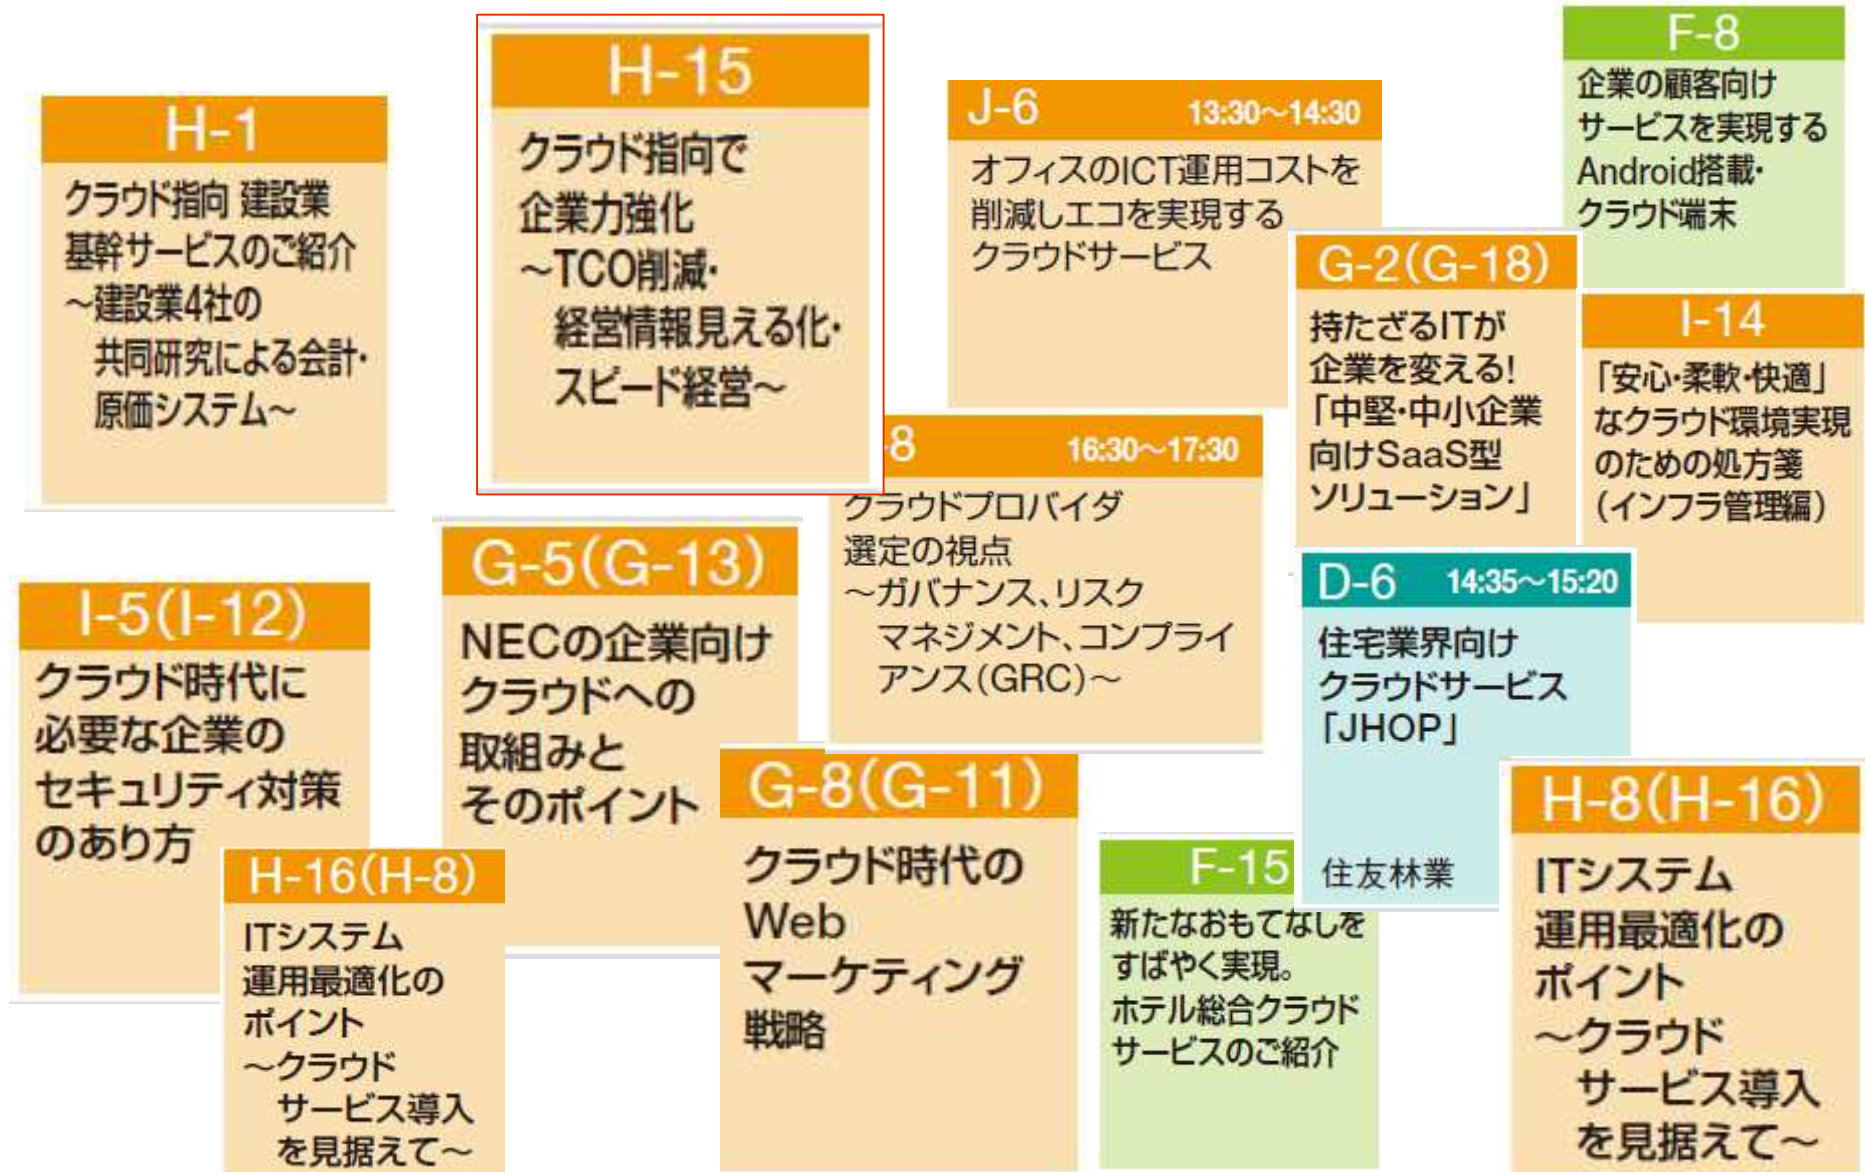 H-1
クラウド指向 建設業
基幹サービスのご紹介
～建設業4社の
共同研究による会計・
原価システム～
H-15
クラウド指向で
企業力強化
～TCO削減・
経営情報見える化・
スピード経営～
J-6 13:30～14:30
オフィスのICT運用コストを
削減しエコを実現する
クラウドサービス
F-8
企業の顧客向け
サービスを実現する
Android搭載・
クラウド端末
G-2(G-18)
持たざるITが
企業を変える!
「中堅・中小企業
向けSaaS型
ソリューション」
I-14
「安心・柔軟・快適」
なクラウド環境実現
のための処方箋
(インフラ管理編)
-8 16:30～17:30
クラウドプロバイダ
選定の視点
～ガバナンス、リスク
マネジメント、コンプライ
アンス(GRC)～
I-5(I-12)
クラウド時代に
必要な企業の
セキュリティ対策
のあり方
G-5(G-13)
NECの企業向け
クラウドへの
取組みと
そのポイント
D-6 14:35～15:20
住宅業界向け
クラウドサービス
「JHOP」
住友林業
G-8(G-11)
クラウド時代の
Web
マーケティング
戦略
H-16(H-8)
ITシステム
運用最適化の
ポイント
～クラウド
サービス導入
を見据えて～
F-15
新たなおもてなしを
すばやく実現。
ホテル総合クラウド
サービスのご紹介
H-8(H-16)
ITシステム
運用最適化の
ポイント
～クラウド
サービス導入
を見据えて～